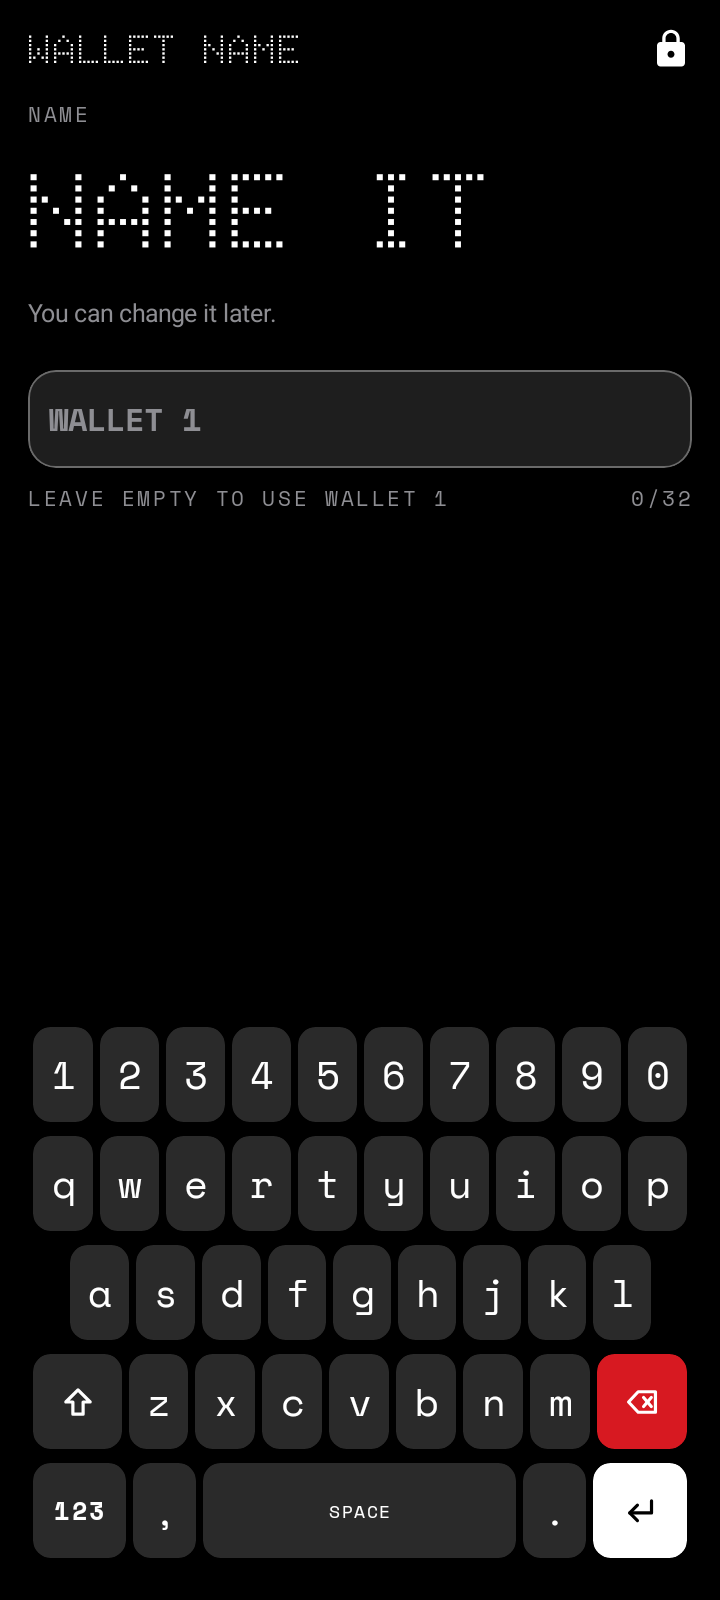 WALLET NAME
NAME
NAME IT
You can change it later.
WALLET 1
LEAVE EMPTY TO USE WALLET 1 0/32
1 2 3 4 5 6 7 8 9 0
q w e r t y u i o p
a s d f g h j k l
z x c v b n m
123 , SPACE .